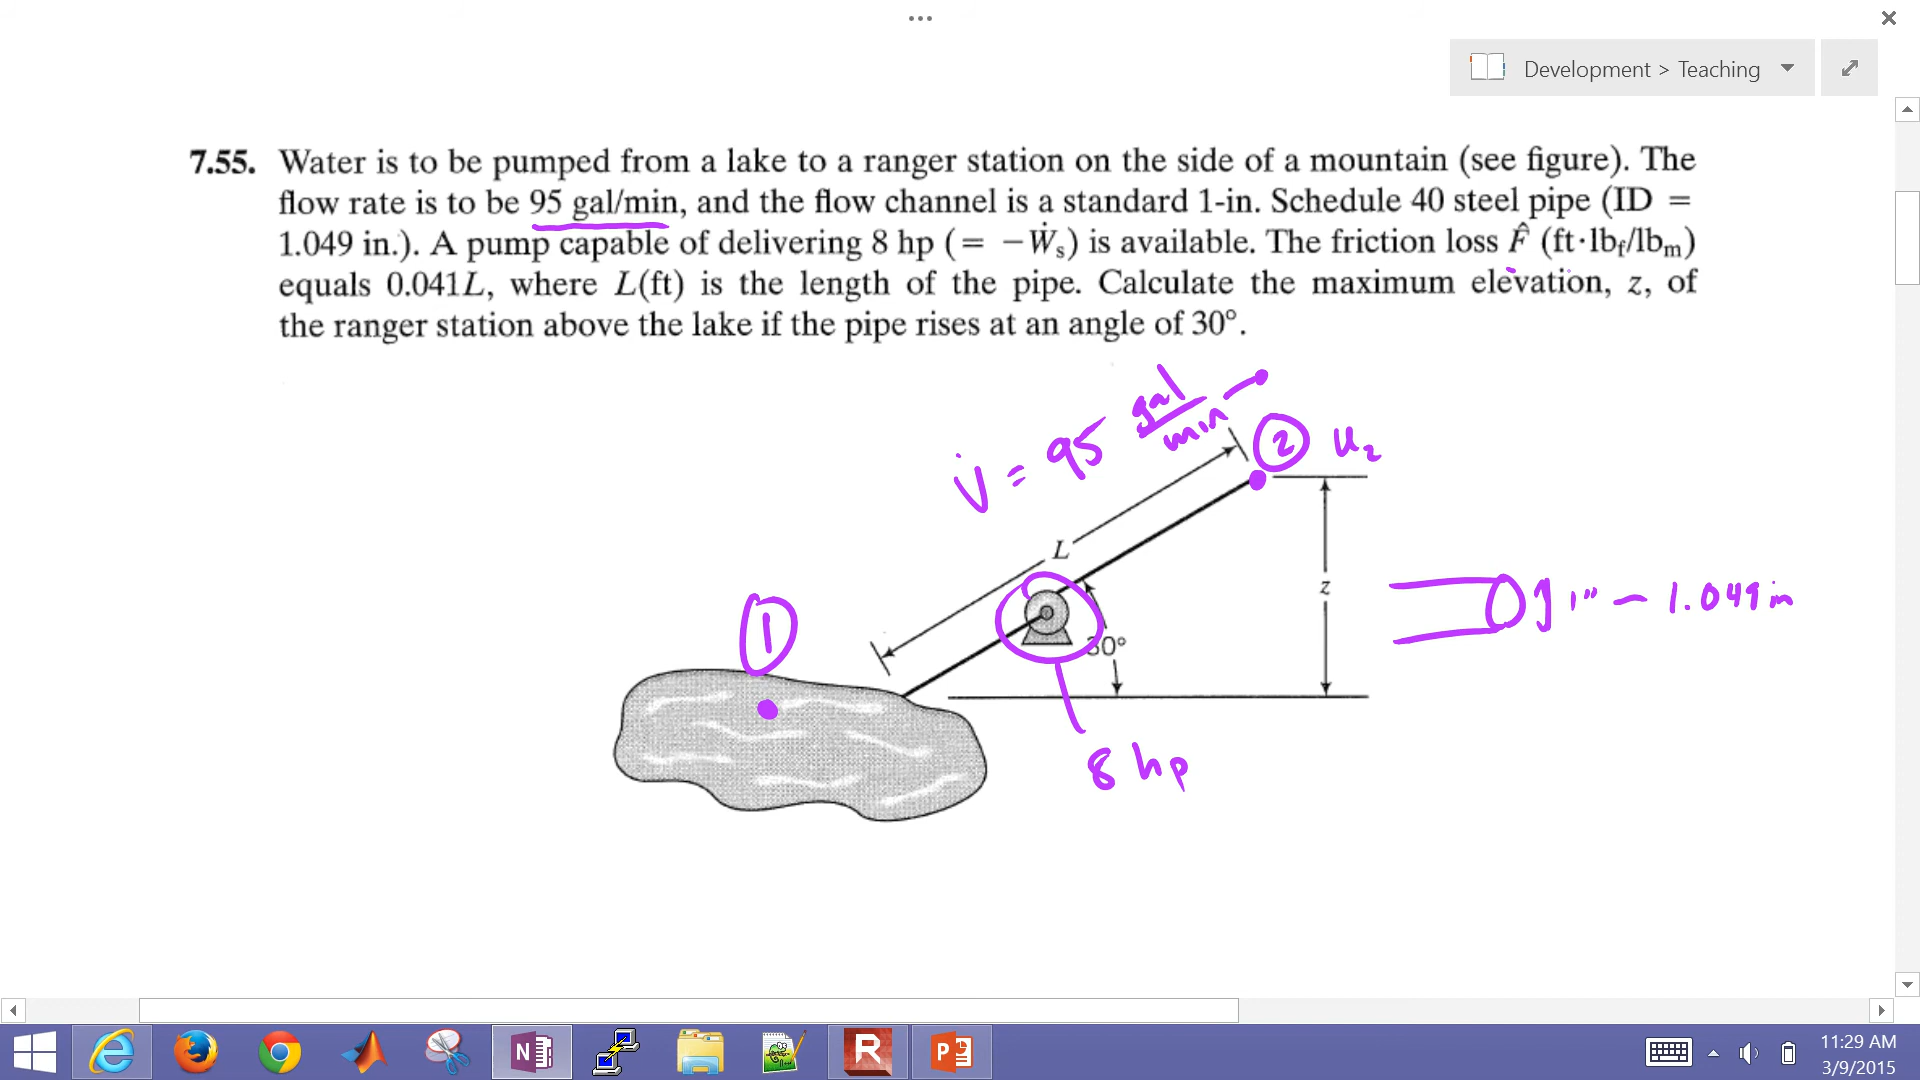 •••
×
Development > Teaching
7.55. Water is to be pumped from a lake to a ranger station on the side of a mountain (see figure). The
flow rate is to be 95 gal/min, and the flow channel is a standard 1-in. Schedule 40 steel pipe (ID =
1.049 in.). A pump capable of delivering 8 hp (= −Ẇₛ) is available. The friction loss F̂ (ft·lb_f/lb_m)
equals 0.041L, where L(ft) is the length of the pipe. Calculate the maximum elevation, z, of
the ranger station above the lake if the pipe rises at an angle of 30°.
V̇ = 95 gal/min
② u₂
L
z
1" – 1.049 in
①
30°
8 hp
N
R
P
11:29 AM
3/9/2015